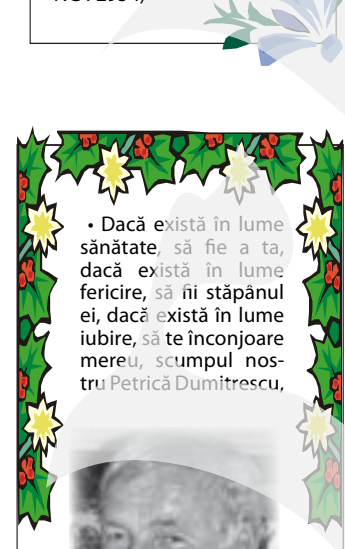 • Dacă există în lume
sănătate, să fie a ta,
dacă există în lume
fericire, să fii stăpânul
ei, dacă există în lume
iubire, să te înconjoare
mereu, scumpul nos-
tru Petrică Dumitrescu,